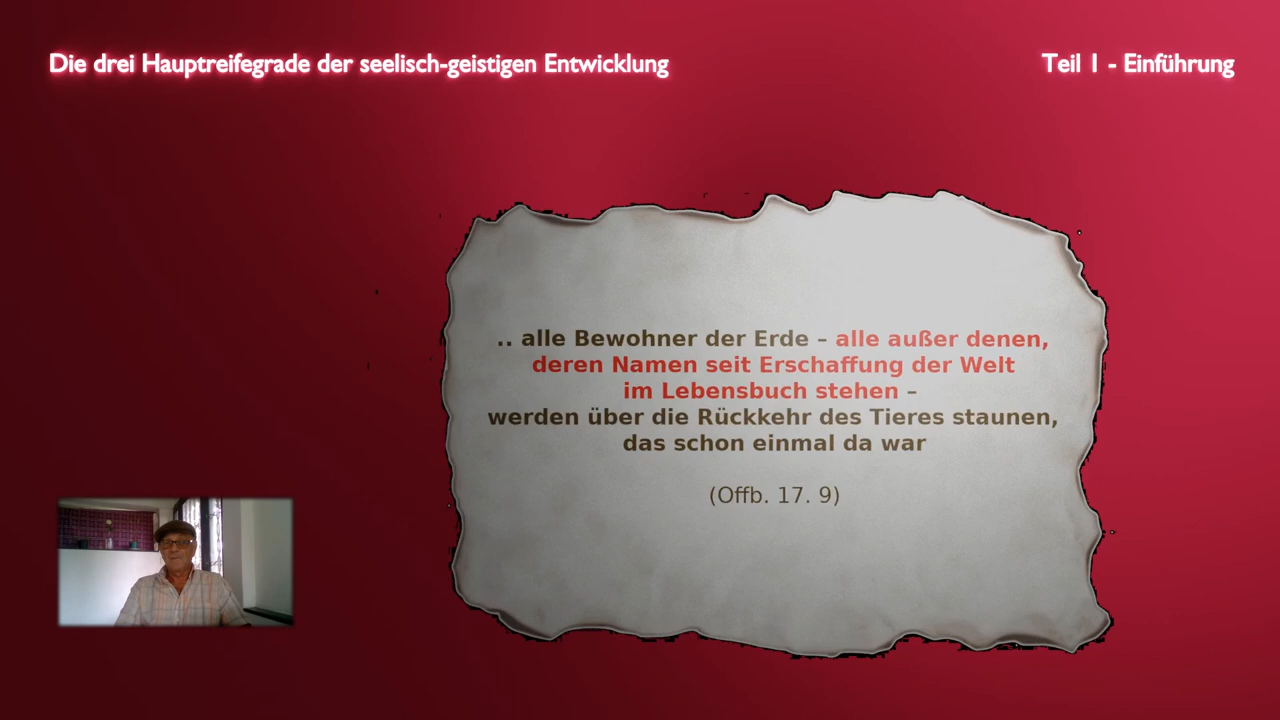 Die drei Hauptreifegrade der seelisch-geistigen Entwicklung
Teil 1 - Einführung
.. alle Bewohner der Erde – alle außer denen,
deren Namen seit Erschaffung der Welt
im Lebensbuch stehen –
werden über die Rückkehr des Tieres staunen,
das schon einmal da war
(Offb. 17. 9)